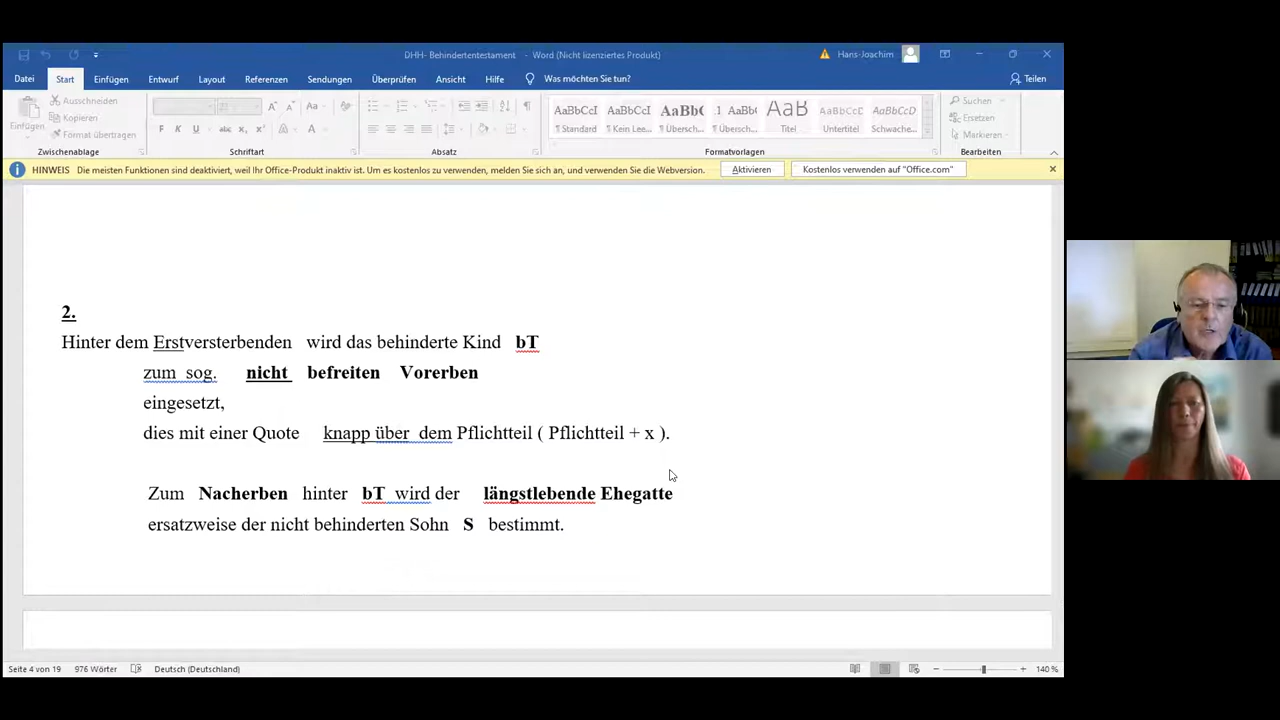 DHH- Behindertentestament - Word (Nicht lizenziertes Produkt)
Hans-Joachim
Datei Start Einfügen Entwurf Layout Referenzen Sendungen Überprüfen Ansicht Hilfe Was möchten Sie tun? Teilen
Einfügen
Ausschneiden
Kopieren
Format übertragen
Zwischenablage
F K U abc x₂ x² A A
Schriftart
Absatz
AaBbCcI AaBbCcI AaBb( 1 AaBb( AaB AaBbCcE AaBbCcD
¶ Standard ¶ Kein Lee... ¶ Übersch... ¶ Übersch... Titel Untertitel Schwache...
Formatvorlagen
Suchen
Ersetzen
Markieren
Bearbeiten
HINWEIS Die meisten Funktionen sind deaktiviert, weil Ihr Office-Produkt inaktiv ist. Um es kostenlos zu verwenden, melden Sie sich an, und verwenden Sie die Webversion. Aktivieren Kostenlos verwenden auf "Office.com"
2.
Hinter dem Erstversterbenden wird das behinderte Kind bT
zum sog. nicht befreiten Vorerben
eingesetzt,
dies mit einer Quote knapp über dem Pflichtteil ( Pflichtteil + x ).
Zum Nacherben hinter bT wird der längstlebende Ehegatte
ersatzweise der nicht behinderten Sohn S bestimmt.
Seite 4 von 19 976 Wörter Deutsch (Deutschland) 140 %